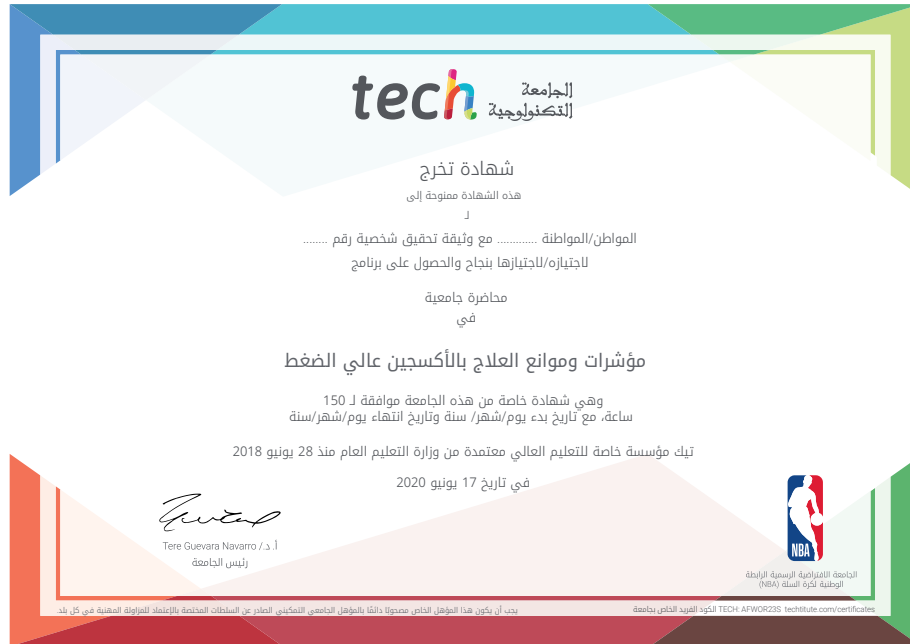 tech الجامعة
التكنولوجية
شهادة تخرج
هذه الشهادة ممنوحة إلى
لـ
المواطن/المواطنة ............ مع وثيقة تحقيق شخصية رقم ........
لاجتيازه/لاجتيازها بنجاح والحصول على برنامج
محاضرة جامعية
في
مؤشرات وموانع العلاج بالأكسجين عالي الضغط
وهي شهادة خاصة من هذه الجامعة موافقة لـ 150
ساعة، مع تاريخ بدء يوم/شهر/ سنة وتاريخ انتهاء يوم/شهر/سنة
تيك مؤسسة خاصة للتعليم العالي معتمدة من وزارة التعليم العام منذ 28 يونيو 2018
في تاريخ 17 يونيو 2020
أ. د./ Tere Guevara Navarro
رئيس الجامعة
NBA
الجامعة الافتراضية الرسمية الرابطة
الوطنية لكرة السلة (NBA)
يجب أن يكون هذا المؤهل الخاص مصحوبًا دائمًا بالمؤهل الجامعي التمكيني الصادر عن السلطات المختصة بالإعتماد للمزاولة المهنية في كل بلد.
الكود الفريد الخاص بجامعة TECH: AFWOR23S techtitute.com/certificates